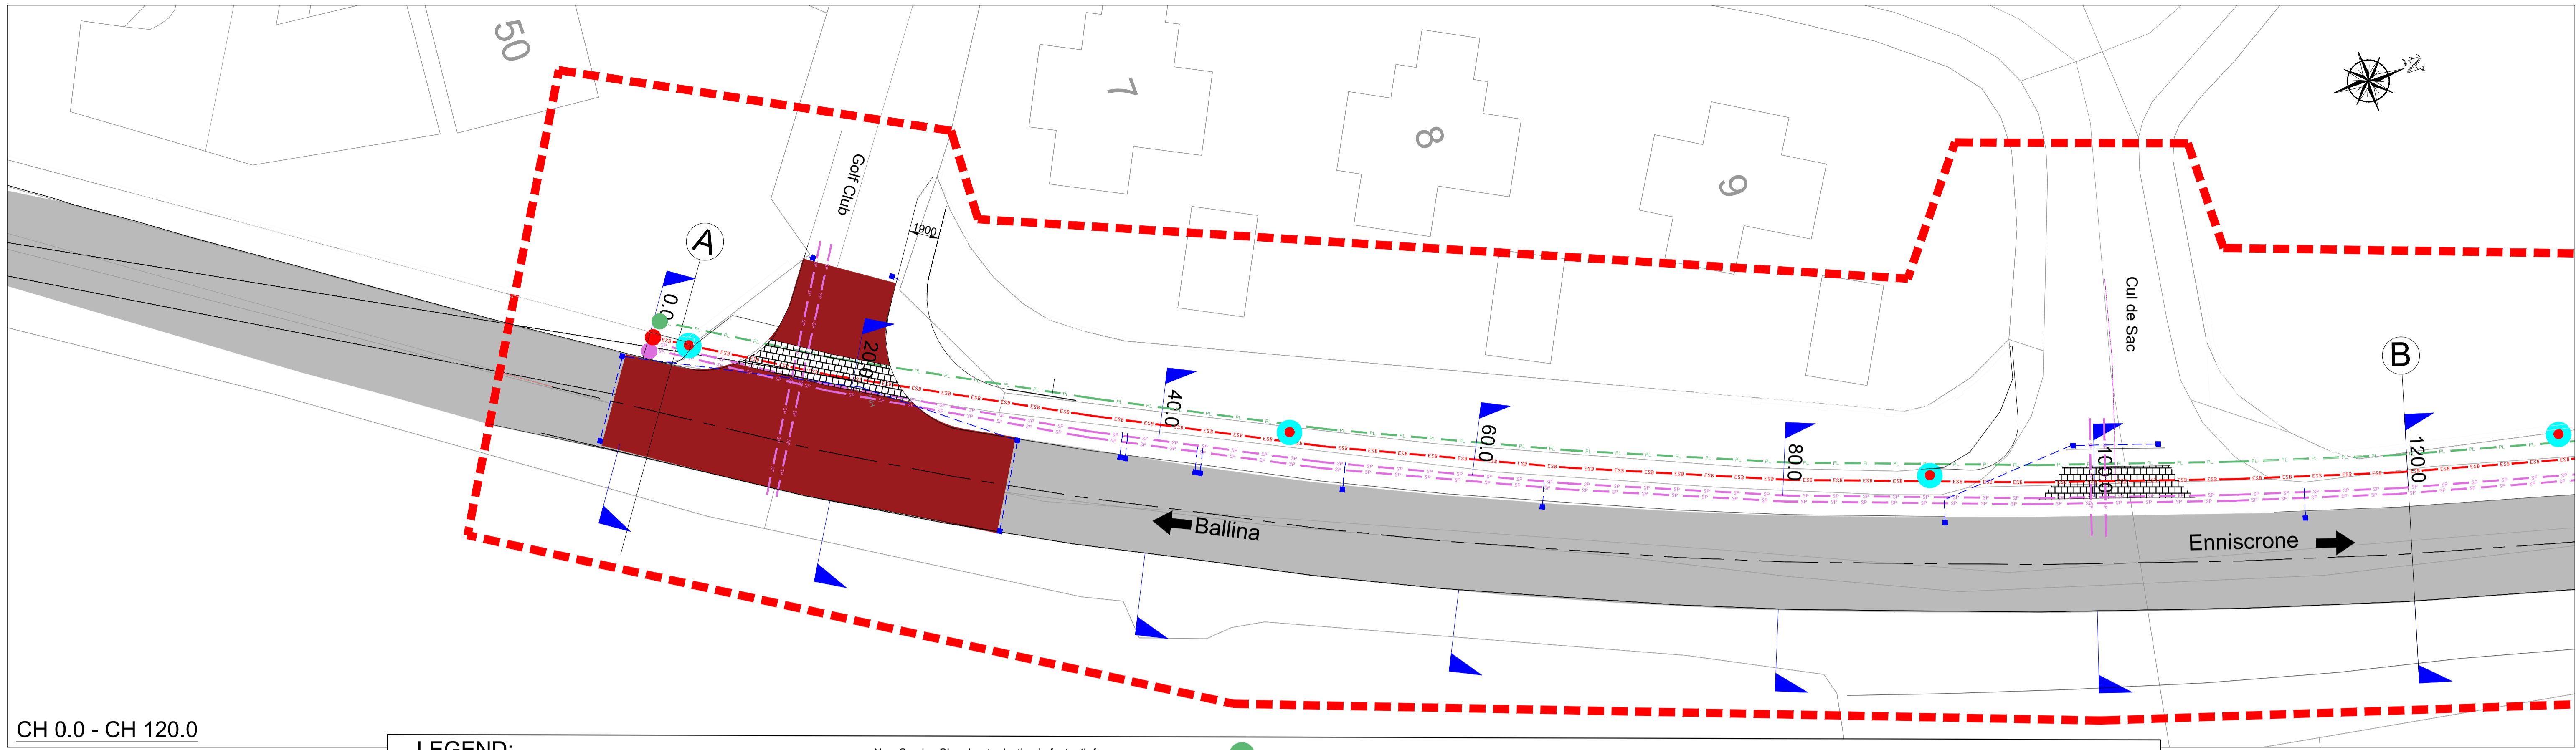 50
7
8
9
N
Golf Club
1900
A
0.0
20.0
40.0
60.0
80.0
100.0
120.0
Cul de Sac
B
Ballina
Enniscrone
CH 0.0 - CH 120.0
LEGEND: